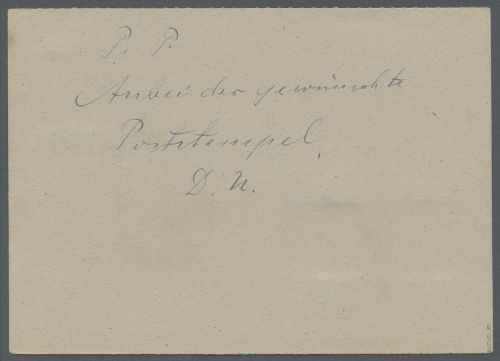 P. P.
Anbei der gewünschte
Poststempel.
D. U.